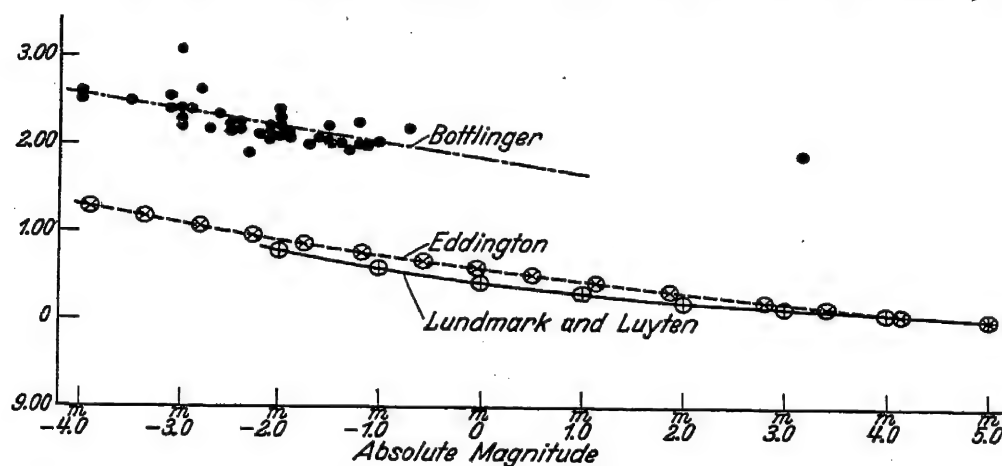 3.00
2.00
Bottlinger
1.00
Eddington
Lundmark and Luyten
0
9.00
m m m m m m m m m m
-4.0 -3.0 -2.0 -1.0 0 1.0 2.0 3.0 4.0 5.0
Absolute Magnitude